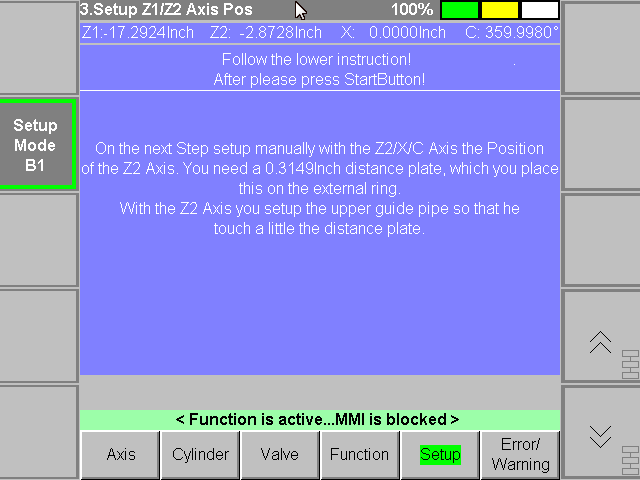 3.Setup Z1/Z2 Axis Pos 100%
Z1:-17.2924Inch Z2: -2.8728Inch X: 0.0000Inch C: 359.9980°
Follow the lower instruction! .
After please press StartButton!
Setup
Mode
B1
On the next Step setup manually with the Z2/X/C Axis the Position
of the Z2 Axis. You need a 0.3149Inch distance plate, which you place
this on the external ring.
With the Z2 Axis you setup the upper guide pipe so that he
touch a little the distance plate.
< Function is active...MMI is blocked >
Axis Cylinder Valve Function Setup Error/
Warning